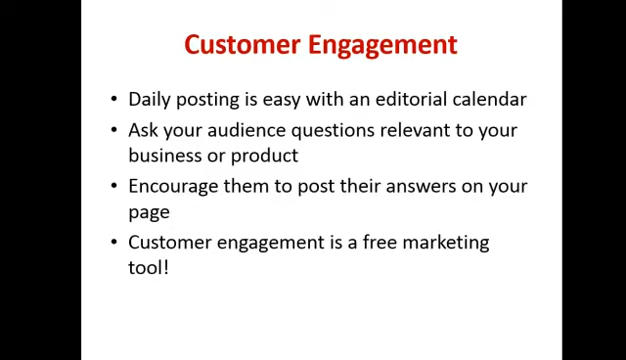 Customer Engagement
• Daily posting is easy with an editorial calendar
• Ask your audience questions relevant to your
business or product
• Encourage them to post their answers on your
page
• Customer engagement is a free marketing
tool!